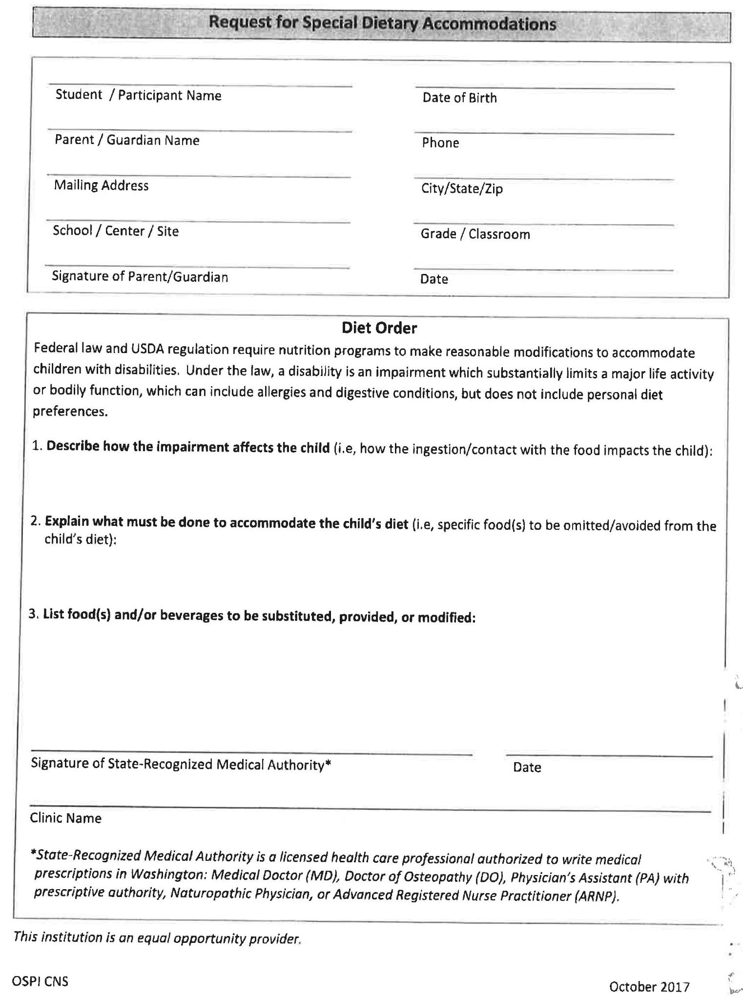 Request for Special Dietary Accommodations
Student / Participant Name
Date of Birth
Parent / Guardian Name
Phone
Mailing Address
City/State/Zip
School / Center / Site
Grade / Classroom
Signature of Parent/Guardian
Date
Diet Order
Federal law and USDA regulation require nutrition programs to make reasonable modifications to accommodate
children with disabilities. Under the law, a disability is an impairment which substantially limits a major life activity
or bodily function, which can include allergies and digestive conditions, but does not include personal diet
preferences.
1. Describe how the impairment affects the child (i.e, how the ingestion/contact with the food impacts the child):
2. Explain what must be done to accommodate the child's diet (i.e, specific food(s) to be omitted/avoided from the
child's diet):
3. List food(s) and/or beverages to be substituted, provided, or modified:
Signature of State-Recognized Medical Authority*
Date
Clinic Name
*State-Recognized Medical Authority is a licensed health care professional authorized to write medical
prescriptions in Washington: Medical Doctor (MD), Doctor of Osteopathy (DO), Physician's Assistant (PA) with
prescriptive authority, Naturopathic Physician, or Advanced Registered Nurse Practitioner (ARNP).
This institution is an equal opportunity provider.
OSPI CNS
October 2017